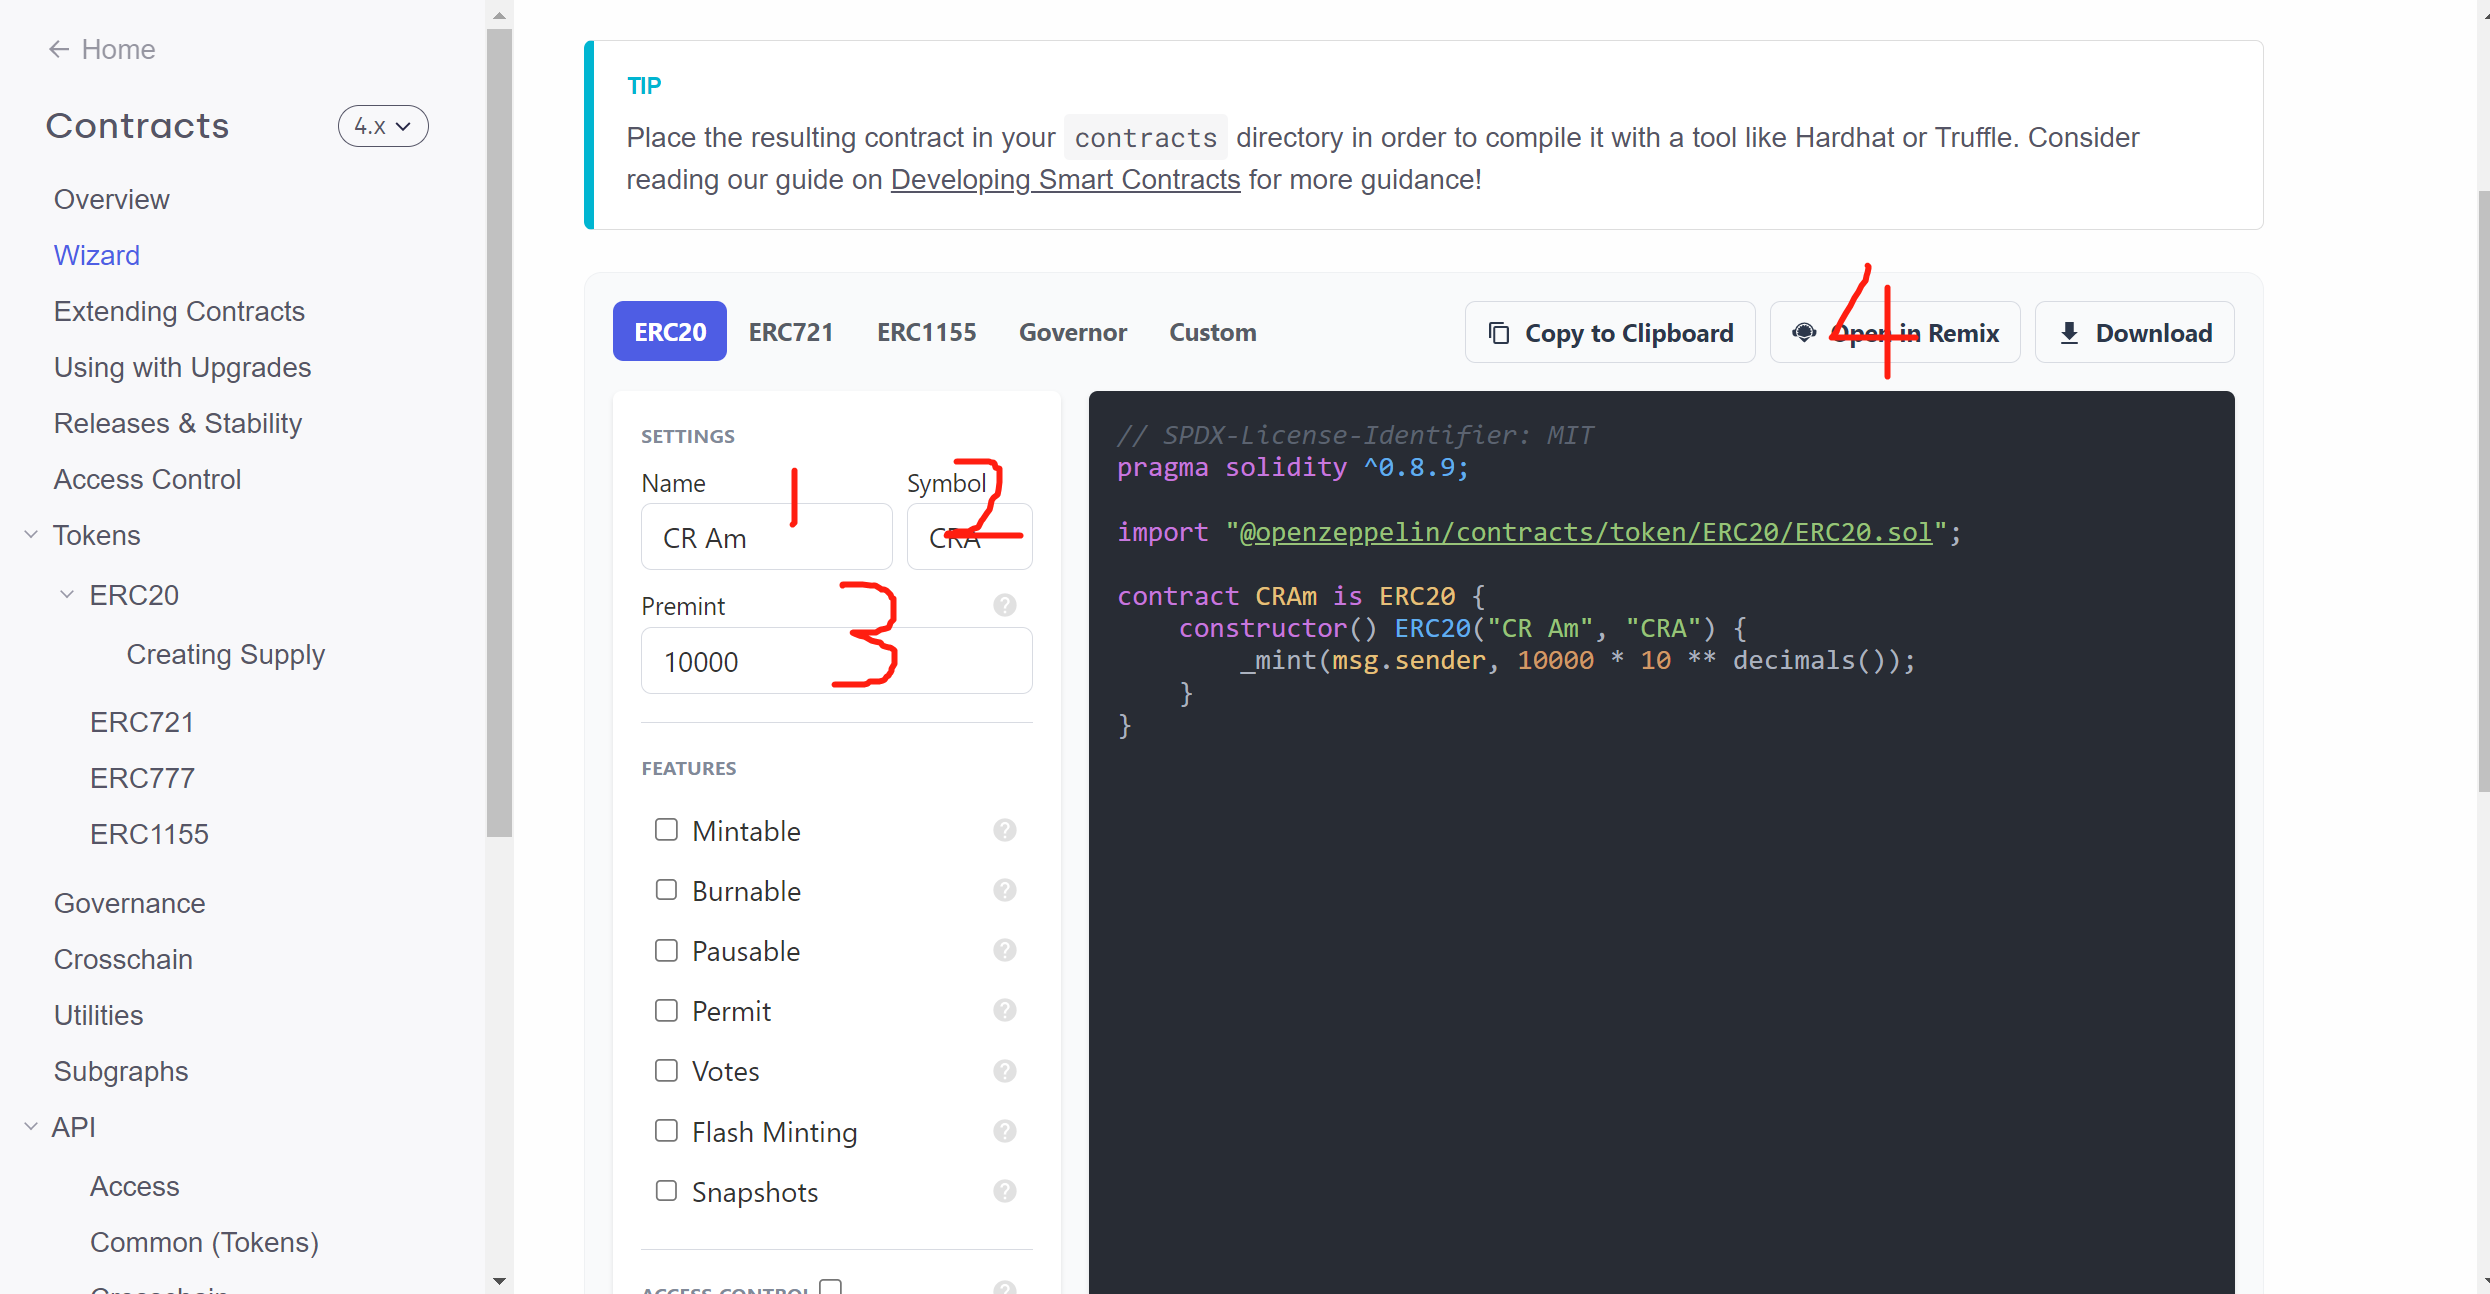 Home
Contracts
4.x
Overview
Wizard
Extending Contracts
Using with Upgrades
Releases & Stability
Access Control
Tokens
ERC20
Creating Supply
ERC721
ERC777
ERC1155
Governance
Crosschain
Utilities
Subgraphs
API
Access
Common (Tokens)
TIP
Place the resulting contract in your contracts directory in order to compile it with a tool like Hardhat or Truffle. Consider
reading our guide on Developing Smart Contracts for more guidance!
ERC20 ERC721 ERC1155 Governor Custom
Copy to Clipboard
Open in Remix
4
Download
SETTINGS
Name
1
Symbol
2
CR Am
CRA
Premint
3
10000
FEATURES
Mintable
Burnable
Pausable
Permit
Votes
Flash Minting
Snapshots
ACCESS CONTROL
// SPDX-License-Identifier: MIT
pragma solidity ^0.8.9;
import "@openzeppelin/contracts/token/ERC20/ERC20.sol";
contract CRAm is ERC20 {
constructor() ERC20("CR Am", "CRA") {
_mint(msg.sender, 10000 * 10 ** decimals());
}
}